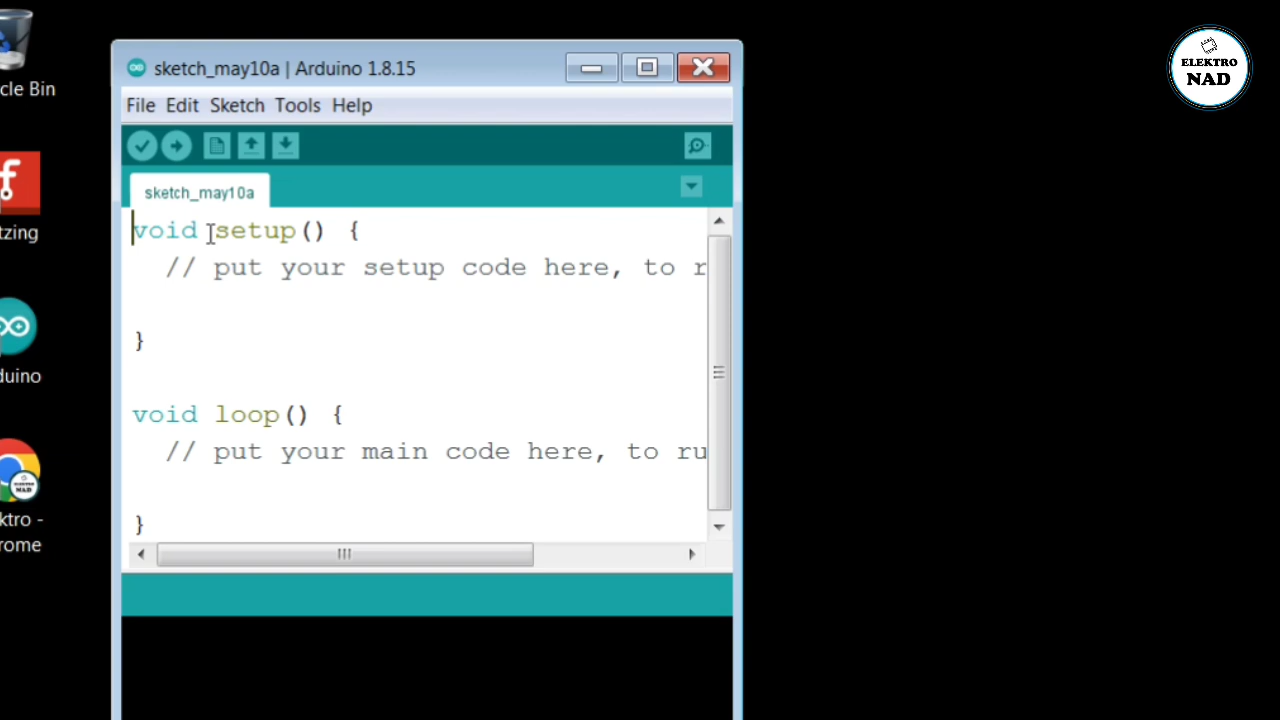 cle Bin
tzing
duino
ktro -
rome
sketch_may10a | Arduino 1.8.15
File Edit Sketch Tools Help
sketch_may10a
void setup() {
// put your setup code here, to r
}
void loop() {
// put your main code here, to ru
}
ELEKTRO
NAD